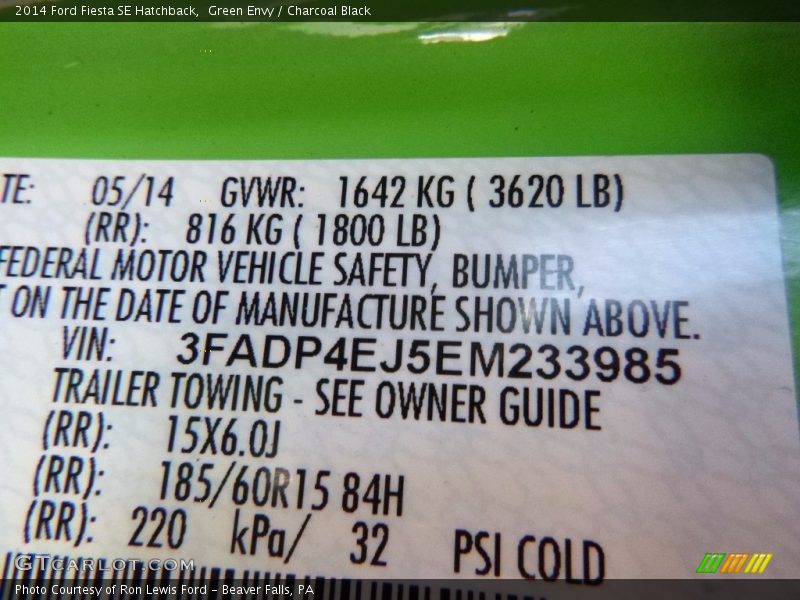 2014 Ford Fiesta SE Hatchback,  Green Envy / Charcoal Black
TE: 05/14 GVWR: 1642 KG ( 3620 LB)
(RR): 816 KG ( 1800 LB)
FEDERAL MOTOR VEHICLE SAFETY, BUMPER,
T ON THE DATE OF MANUFACTURE SHOWN ABOVE.
VIN: 3FADP4EJ5EM233985
TRAILER TOWING - SEE OWNER GUIDE
(RR): 15X6.0J
(RR): 185/60R15 84H
(RR): 220 kPa/ 32 PSI COLD
GTCARLOT.COM
Photo Courtesy of Ron Lewis Ford - Beaver Falls, PA